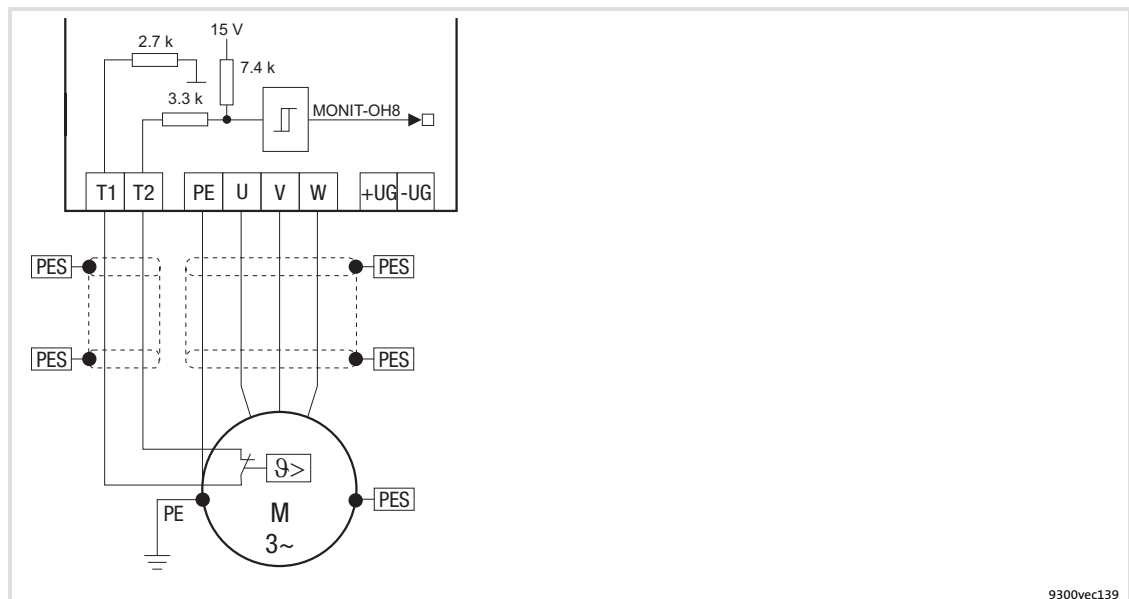 15 V
2.7 k
7.4 k
3.3 k
MONIT-OH8
T1 T2 PE U V W +UG -UG
PES PES
PES PES
ϑ>
PES
PE
M
3~
9300vec139